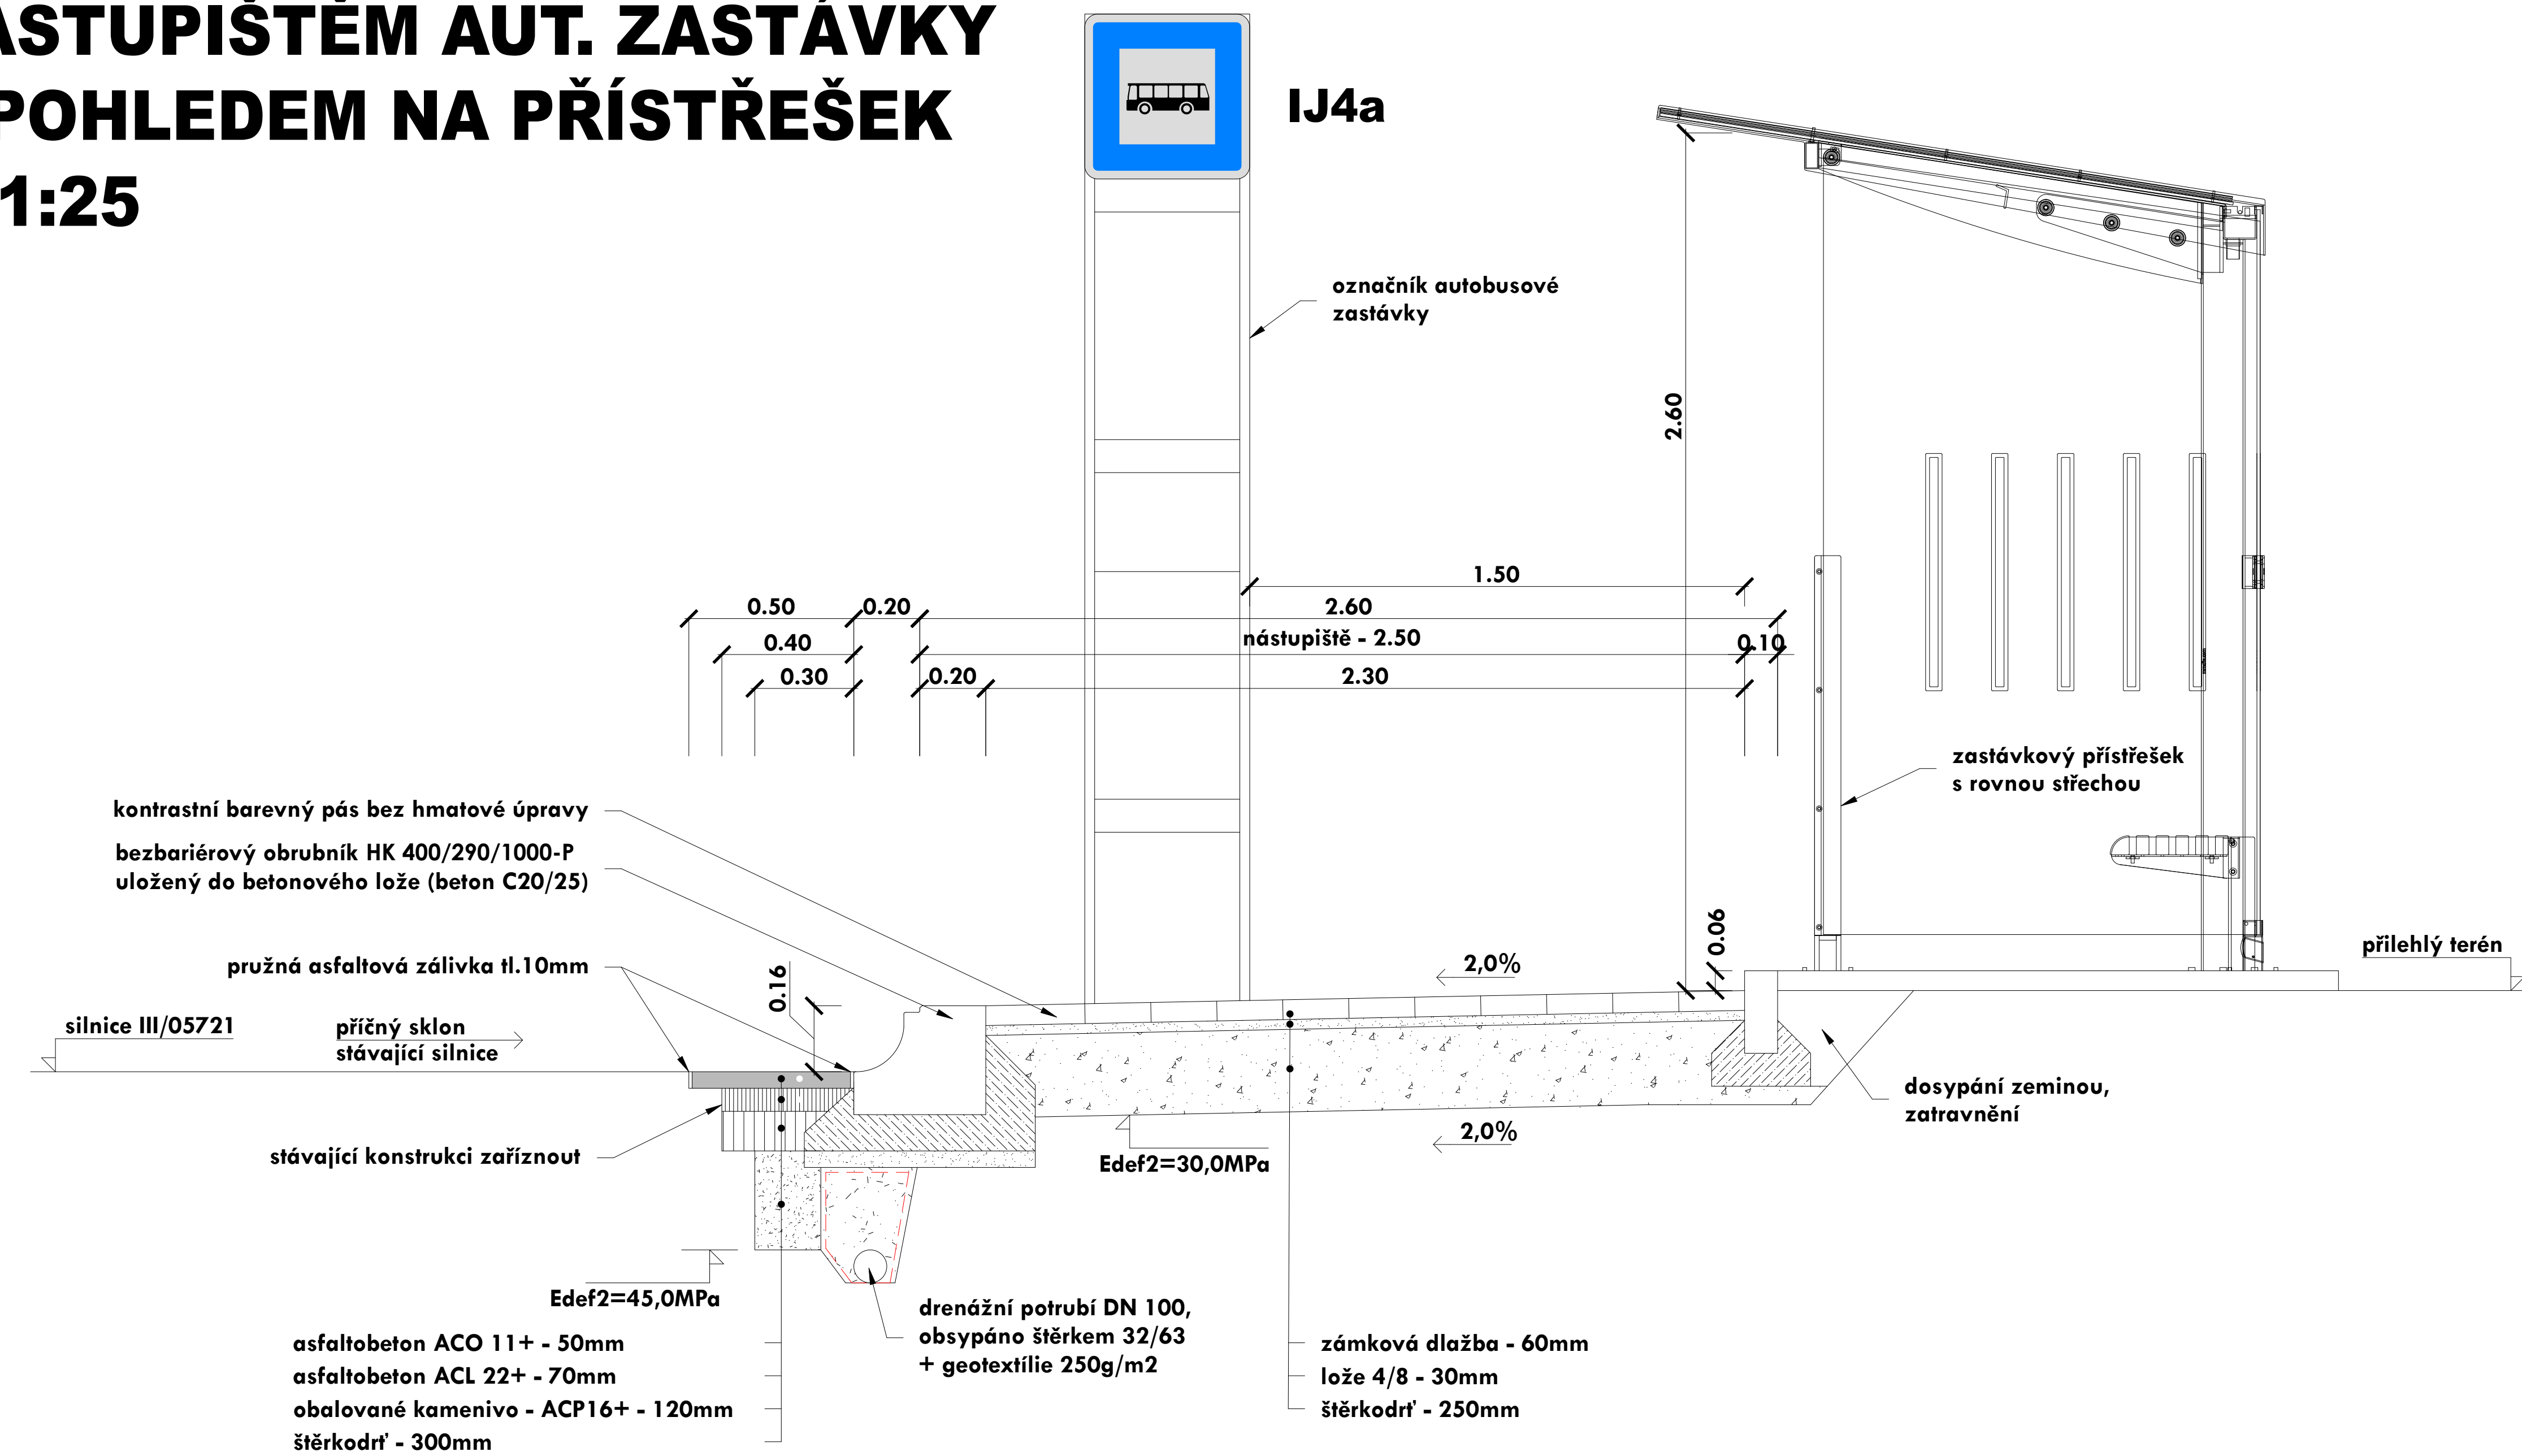 ASTUPIŠTĚM AUT. ZASTÁVKY
POHLEDEM NA PŘÍSTŘEŠEK
1:25
IJ4a
označník autobusové
zastávky
2.60
1.50
0.50
0.20
2.60
0.40
nástupiště - 2.50
0.10
0.30
0.20
2.30
zastávkový přístřešek
s rovnou střechou
kontrastní barevný pás bez hmatové úpravy
bezbariérový obrubník HK 400/290/1000-P
uložený do betonového lože (beton C20/25)
pružná asfaltová zálivka tl.10mm
0.16
2,0%
0.06
přilehlý terén
silnice III/05721
příčný sklon
stávající silnice
dosypání zeminou,
zatravnění
stávající konstrukci zaříznout
2,0%
Edef2=30,0MPa
Edef2=45,0MPa
drenážní potrubí DN 100,
obsypáno štěrkem 32/63
+ geotextílie 250g/m2
asfaltobeton ACO 11+ - 50mm
asfaltobeton ACL 22+ - 70mm
obalované kamenivo - ACP16+ - 120mm
štěrkodrť - 300mm
zámková dlažba - 60mm
lože 4/8 - 30mm
štěrkodrť - 250mm